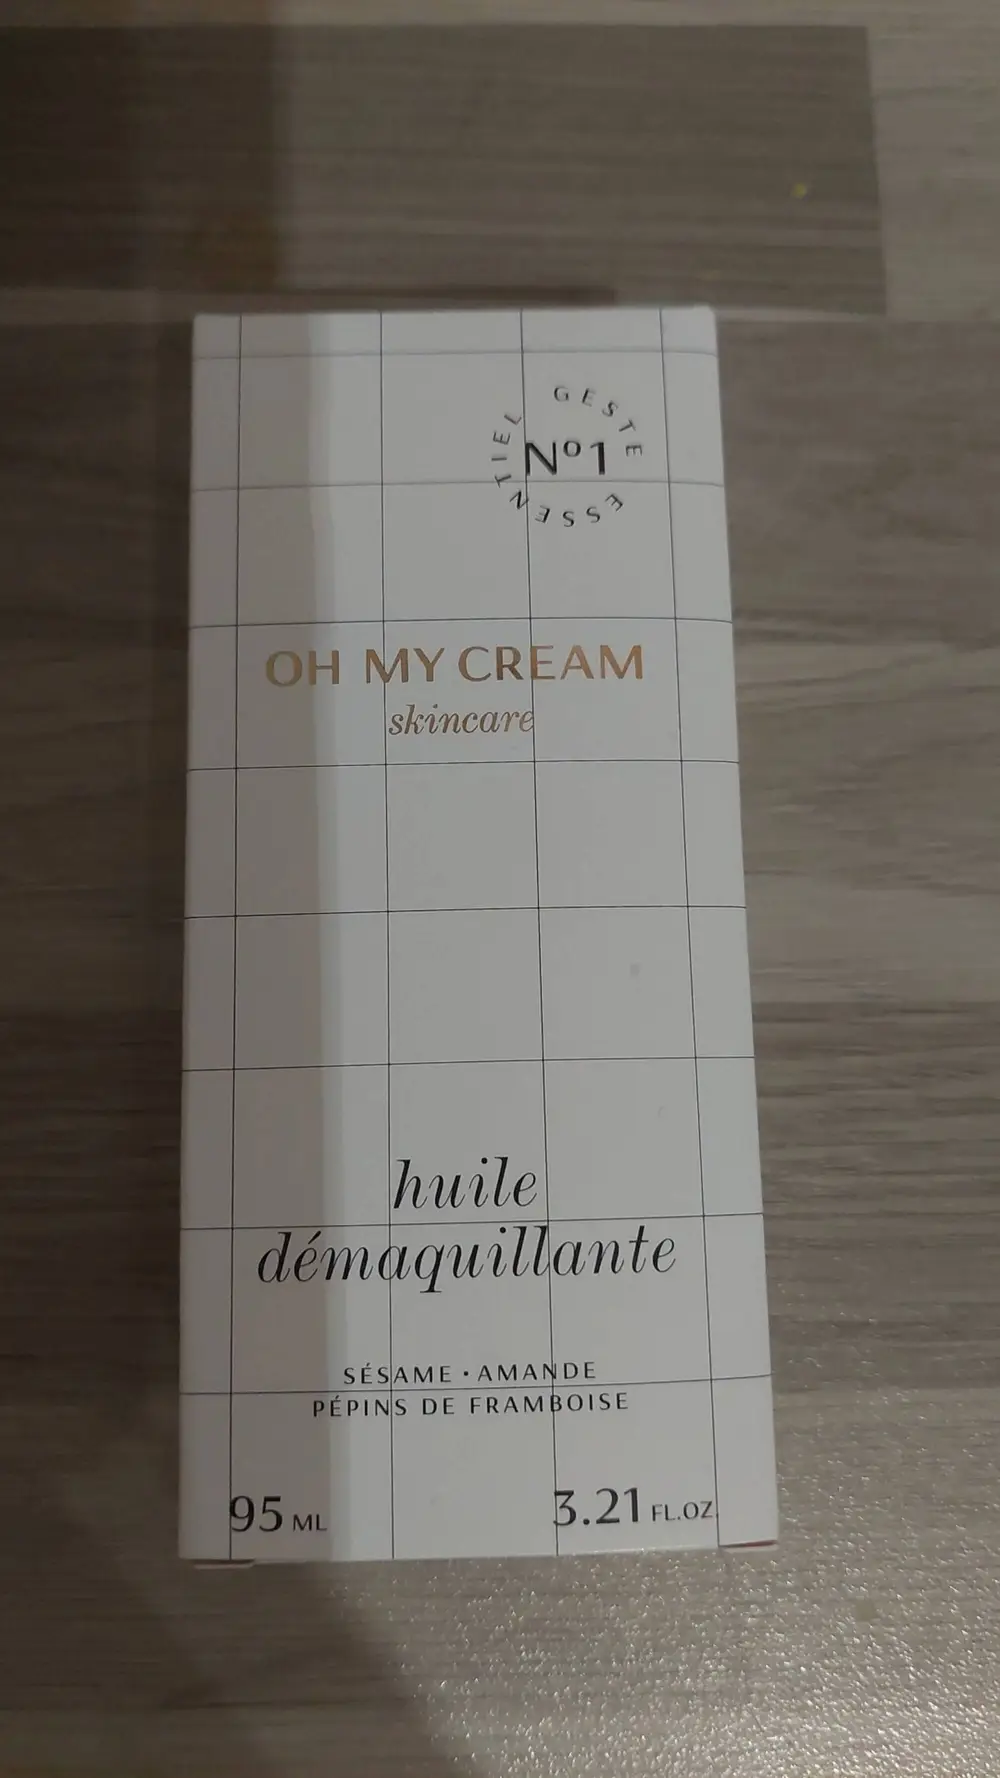 GESTE ESSENTIEL
Nº1
OH MY CREAM
skincare
huile
démaquillante
SÉSAME · AMANDE
PÉPINS DE FRAMBOISE
95 ML
3.21 FL.OZ